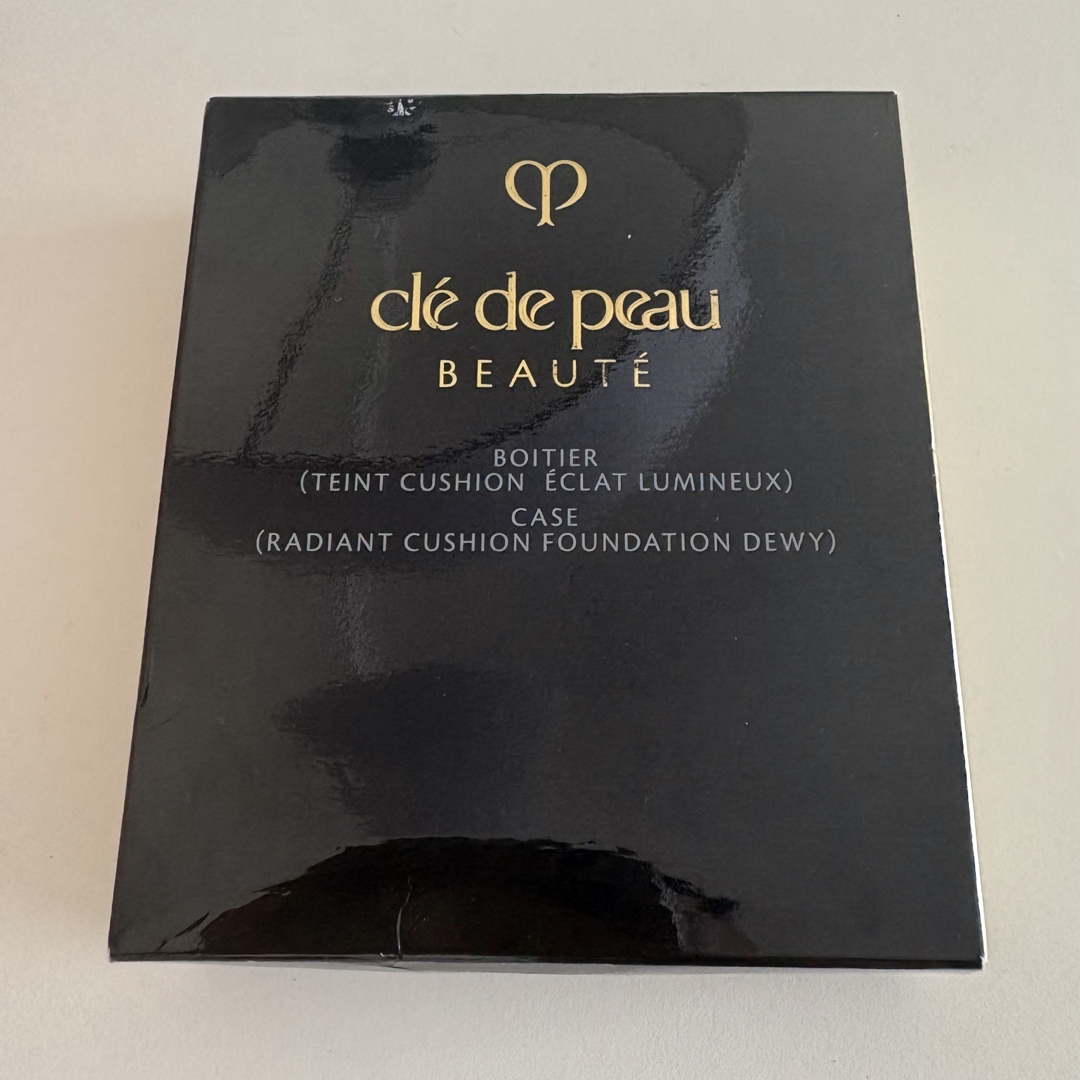 clé de peau
BEAUTÉ
BOITIER
(TEINT CUSHION ÉCLAT LUMINEUX)
CASE
(RADIANT CUSHION FOUNDATION DEWY)